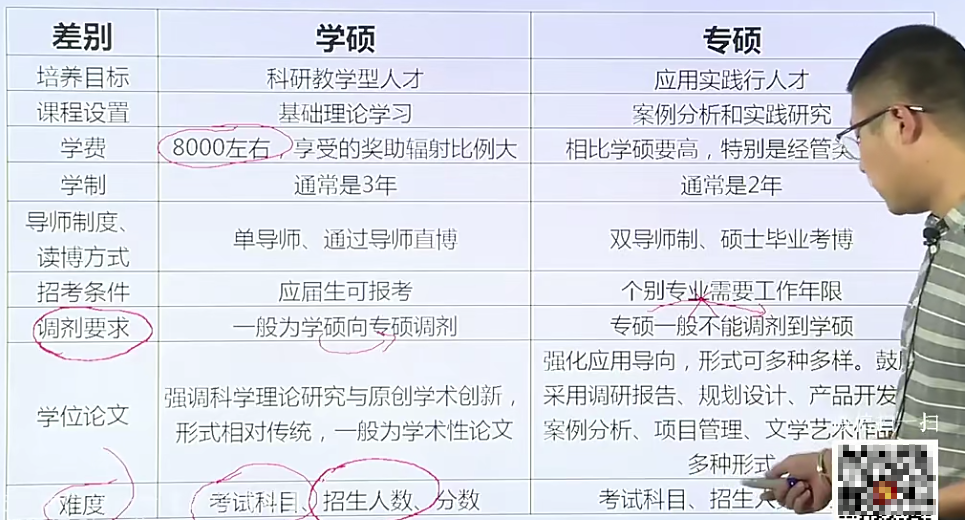 差别 学硕 专硕
培养目标 科研教学型人才 应用实践行人才
课程设置 基础理论学习 案例分析和实践研究
学费 8000左右，享受的奖助辐射比例大 相比学硕要高，特别是经管类
学制 通常是3年 通常是2年
导师制度、
读博方式 单导师、通过导师直博 双导师制、硕士毕业考博
招考条件 应届生可报考 个别专业需要工作年限
调剂要求 一般为学硕向专硕调剂 专硕一般不能调剂到学硕
学位论文
强调科学理论研究与原创学术创新，
形式相对传统，一般为学术性论文
强化应用导向，形式可多种多样。鼓
采用调研报告、规划设计、产品开发
案例分析、项目管理、文学艺术作品
多种形式
难度 考试科目、招生人数、分数 考试科目、招生人
扫一扫